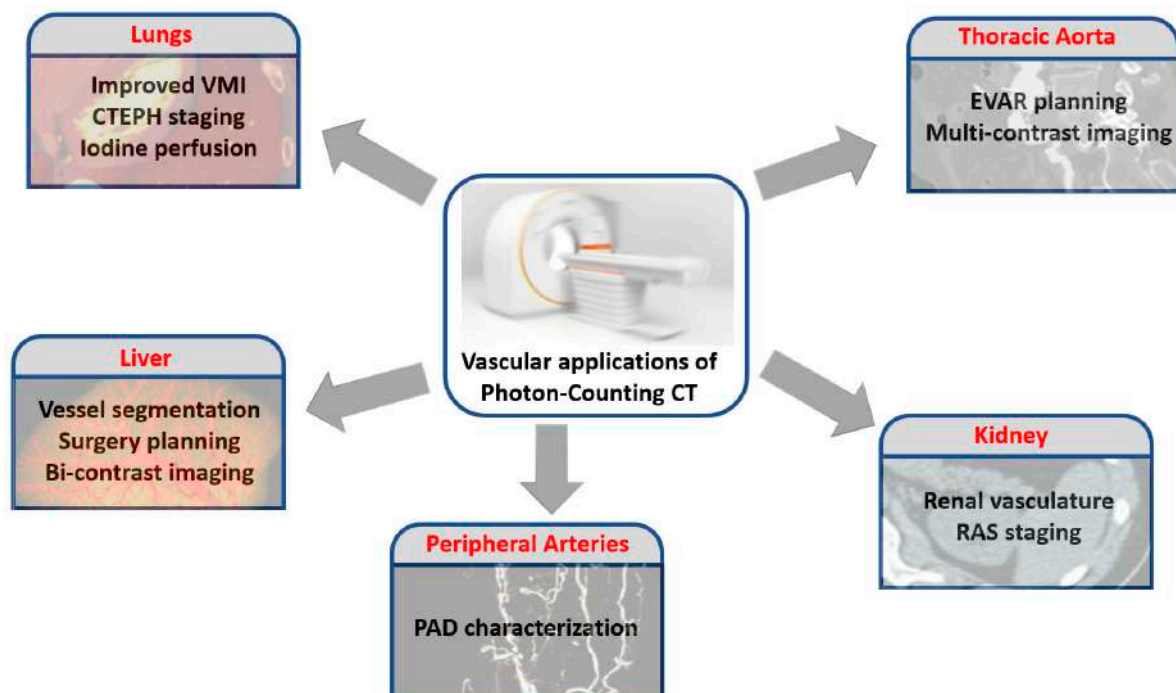 Lungs
Improved VMI
CTEPH staging
Iodine perfusion
Thoracic Aorta
EVAR planning
Multi-contrast imaging
Vascular applications of
Photon-Counting CT
Liver
Vessel segmentation
Surgery planning
Bi-contrast imaging
Kidney
Renal vasculature
RAS staging
Peripheral Arteries
PAD characterization